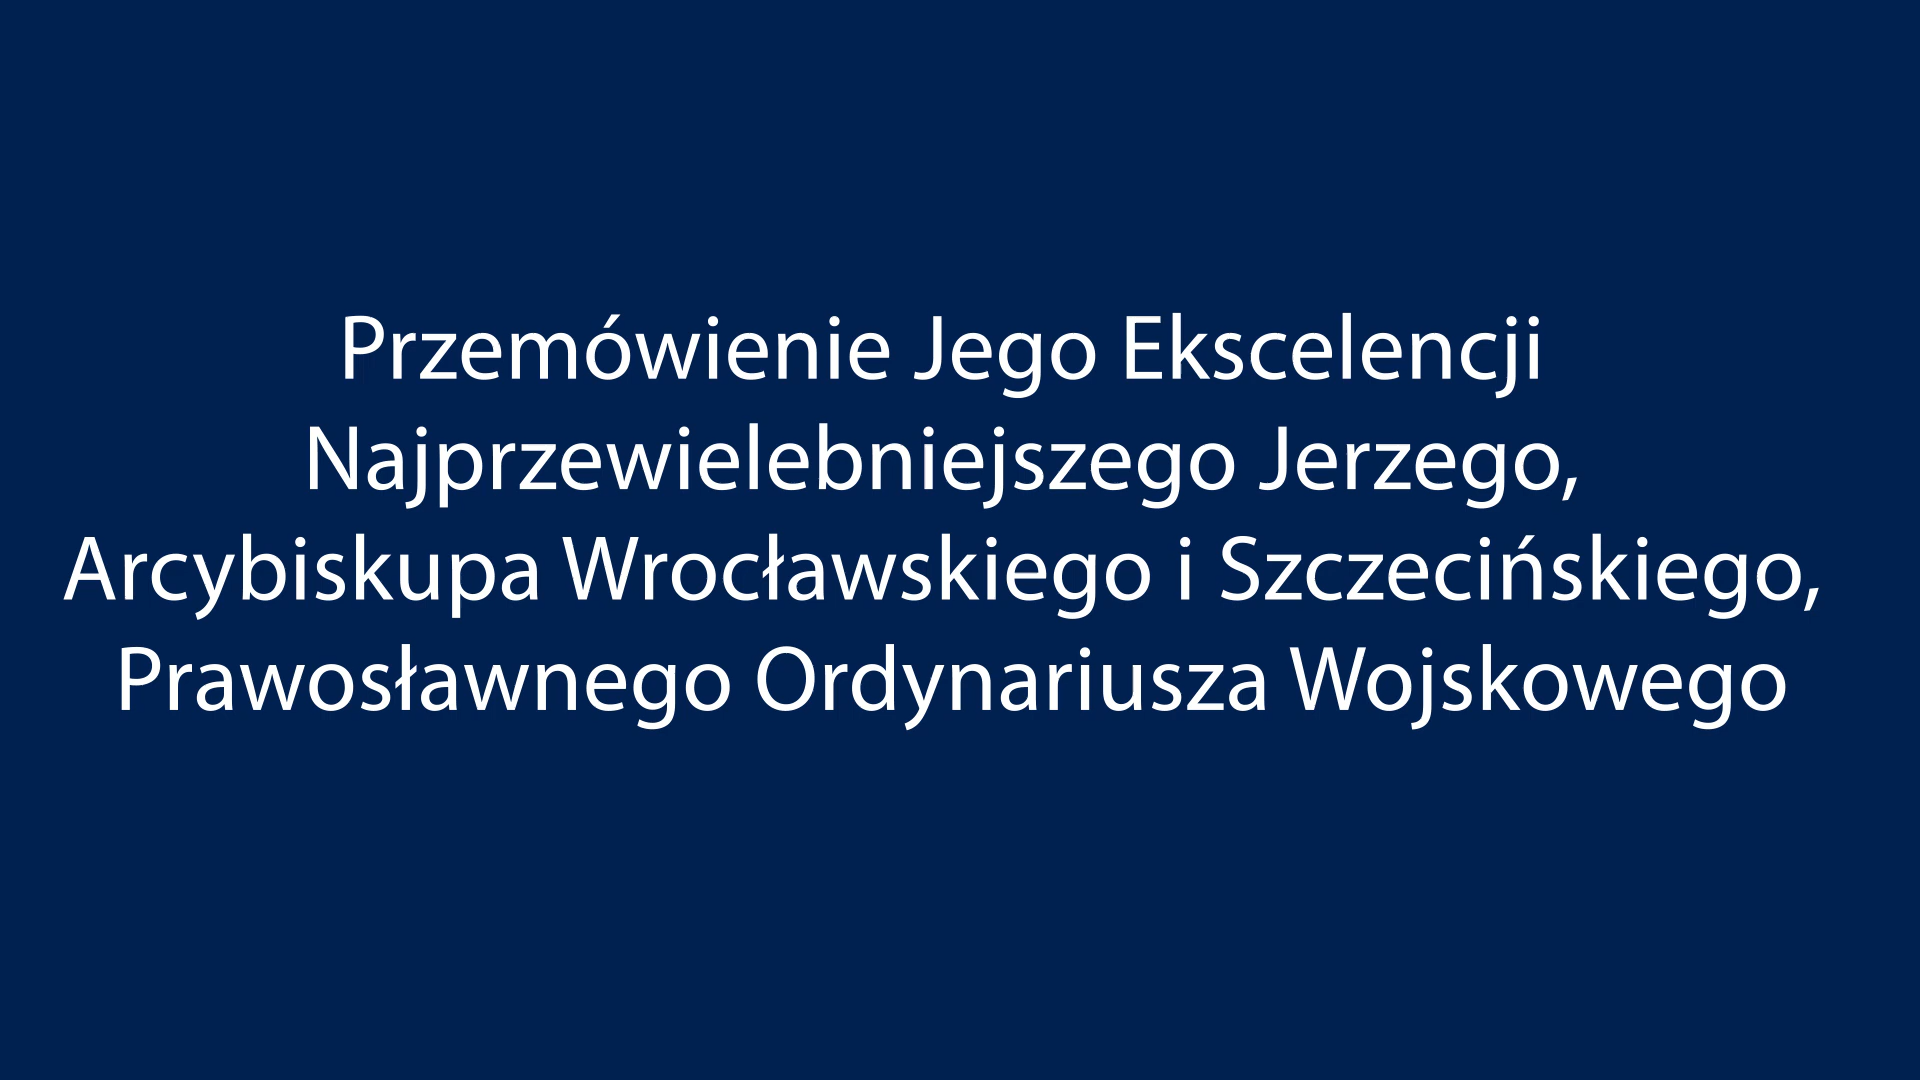 Przemówienie Jego Ekscelencji
Najprzewielebniejszego Jerzego,
Arcybiskupa Wrocławskiego i Szczecińskiego,
Prawosławnego Ordynariusza Wojskowego